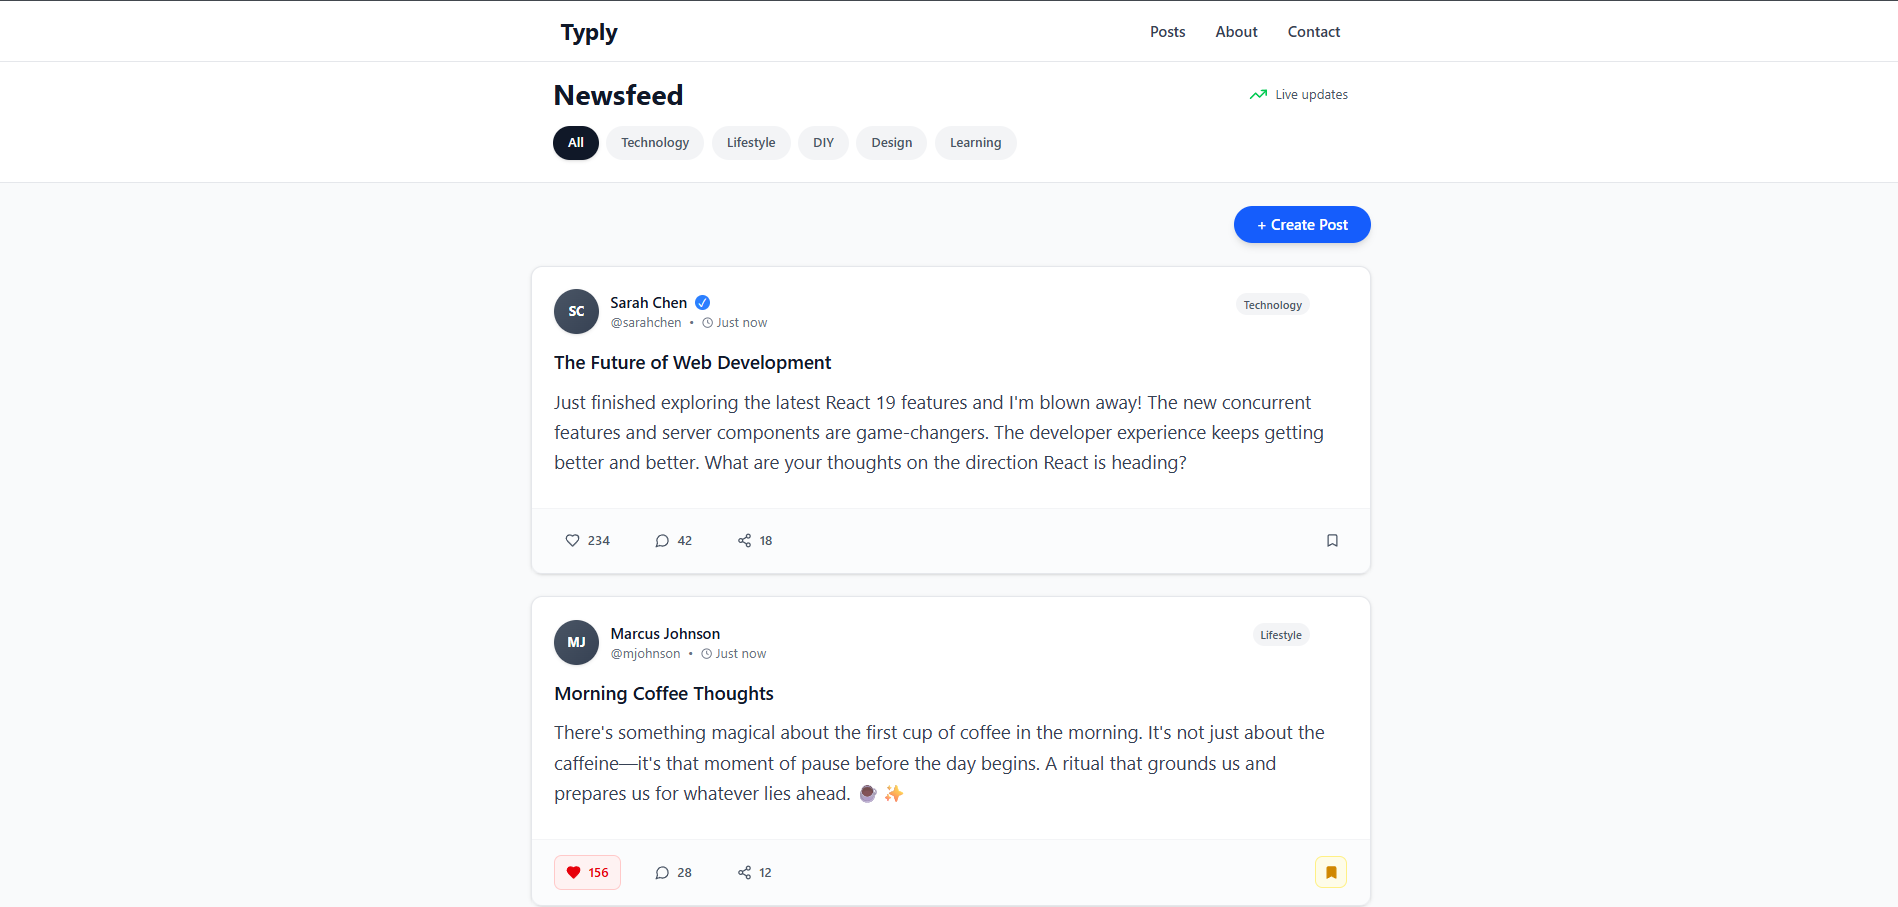 Typly
Posts About Contact
Newsfeed
Live updates
All Technology Lifestyle DIY Design Learning
+ Create Post
SC
Sarah Chen
@sarahchen • Just now
Technology
The Future of Web Development
Just finished exploring the latest React 19 features and I'm blown away! The new concurrent
features and server components are game-changers. The developer experience keeps getting
better and better. What are your thoughts on the direction React is heading?
234 42 18
MJ
Marcus Johnson
@mjohnson • Just now
Lifestyle
Morning Coffee Thoughts
There's something magical about the first cup of coffee in the morning. It's not just about the
caffeine—it's that moment of pause before the day begins. A ritual that grounds us and
prepares us for whatever lies ahead. ☕ ✨
156 28 12